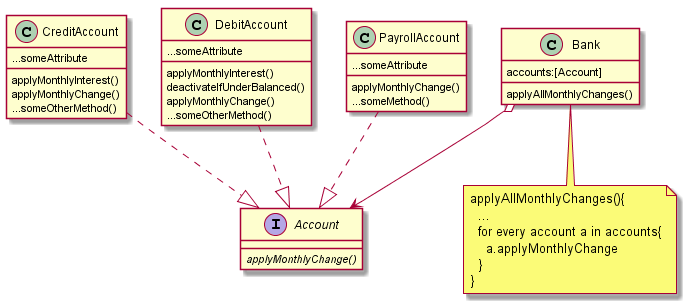 C CreditAccount
...someAttribute
applyMonthlyInterest()
applyMonthlyChange()
...someOtherMethod()
C DebitAccount
...someAttribute
applyMonthlyInterest()
deactivateIfUnderBalanced()
applyMonthlyChange()
...someOtherMethod()
C PayrollAccount
...someAttribute
applyMonthlyChange()
...someMethod()
C Bank
accounts:[Account]
applyAllMonthlyChanges()
I Account
applyMonthlyChange()
applyAllMonthlyChanges(){
...
for every account a in accounts{
a.applyMonthlyChange
}
}